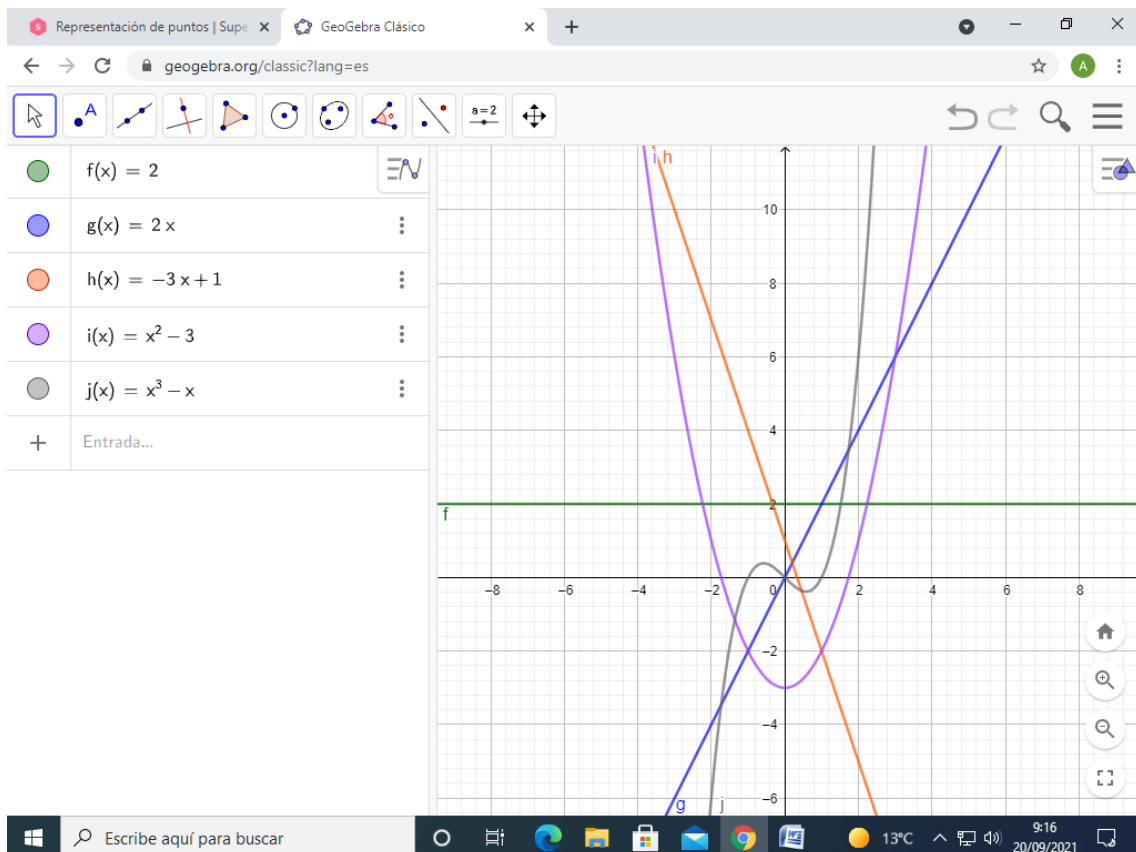 Representación de puntos | Supe
GeoGebra Clásico
geogebra.org/classic?lang=es
A
A
a=2
f(x) = 2
g(x) = 2 x
h(x) = −3 x + 1
i(x) = x² − 3
j(x) = x³ − x
Entrada...
i h
10
8
6
4
2
f
−8 −6 −4 −2 0 2 4 6 8
−2
−4
−6
g j
Escribe aquí para buscar
13°C
9:16
20/09/2021